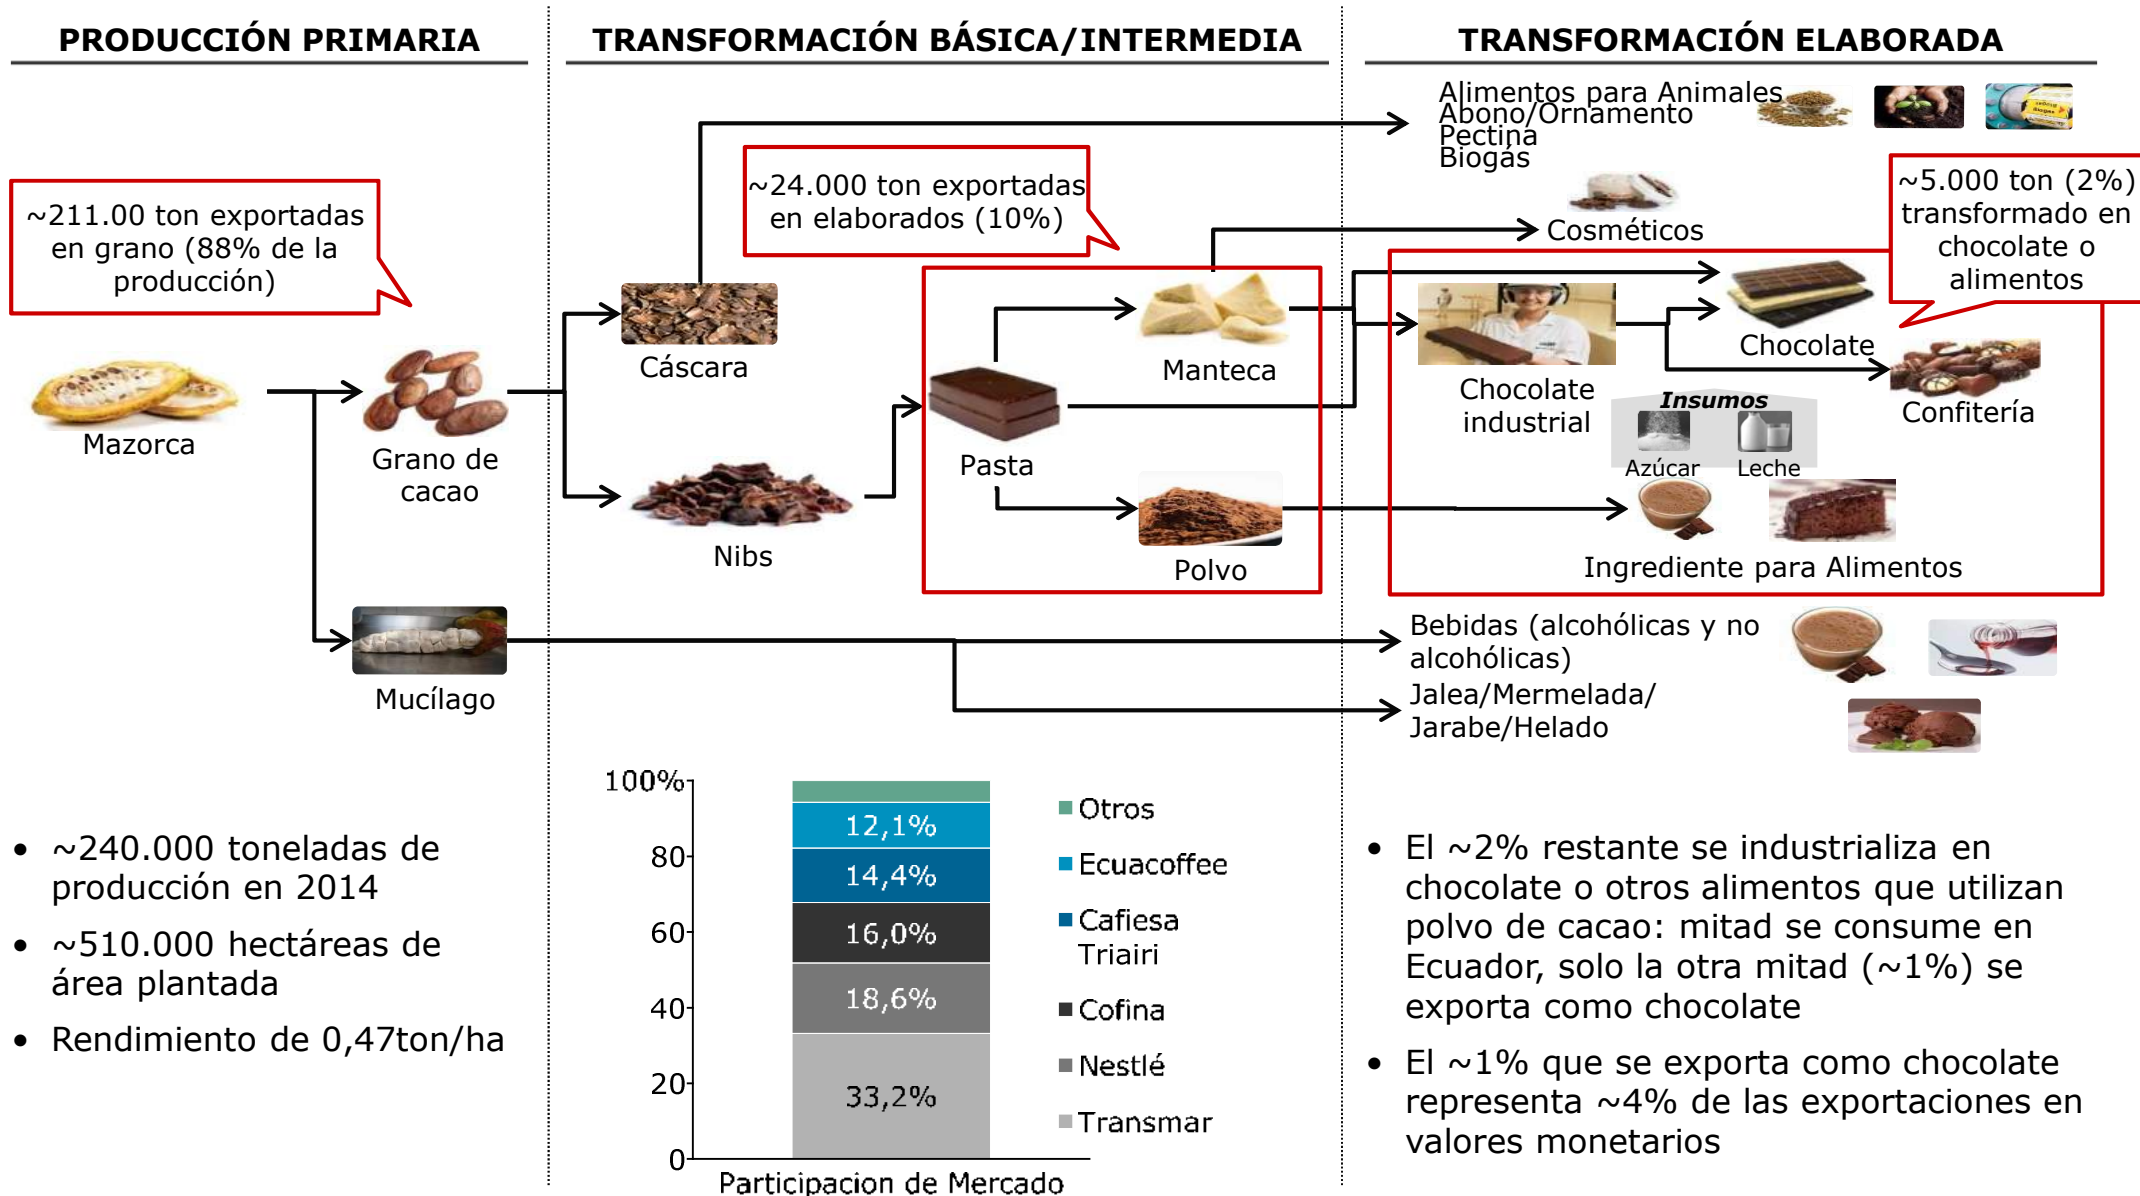 PRODUCCIÓN PRIMARIA
TRANSFORMACIÓN BÁSICA/INTERMEDIA
TRANSFORMACIÓN ELABORADA
~211.00 ton exportadas
en grano (88% de la
producción)
Mazorca
Grano de
cacao
Mucílago
~24.000 ton exportadas
en elaborados (10%)
Cáscara
Nibs
Pasta
Manteca
Polvo
Alimentos para Animales
Abono/Ornamento
Pectina
Biogás
Cosméticos
~5.000 ton (2%)
transformado en
chocolate o
alimentos
Chocolate
industrial
Chocolate
Confitería
Insumos
Azúcar
Leche
Ingrediente para Alimentos
Bebidas (alcohólicas y no
alcohólicas)
Jalea/Mermelada/
Jarabe/Helado
• ~240.000 toneladas de
producción en 2014
• ~510.000 hectáreas de
área plantada
• Rendimiento de 0,47ton/ha
100%
80
60
40
20
0
12,1%
14,4%
16,0%
18,6%
33,2%
Participacion de Mercado
Otros
Ecuacoffee
Cafiesa
Triairi
Cofina
Nestlé
Transmar
• El ~2% restante se industrializa en
chocolate o otros alimentos que utilizan
polvo de cacao: mitad se consume en
Ecuador, solo la otra mitad (~1%) se
exporta como chocolate
• El ~1% que se exporta como chocolate
representa ~4% de las exportaciones en
valores monetarios